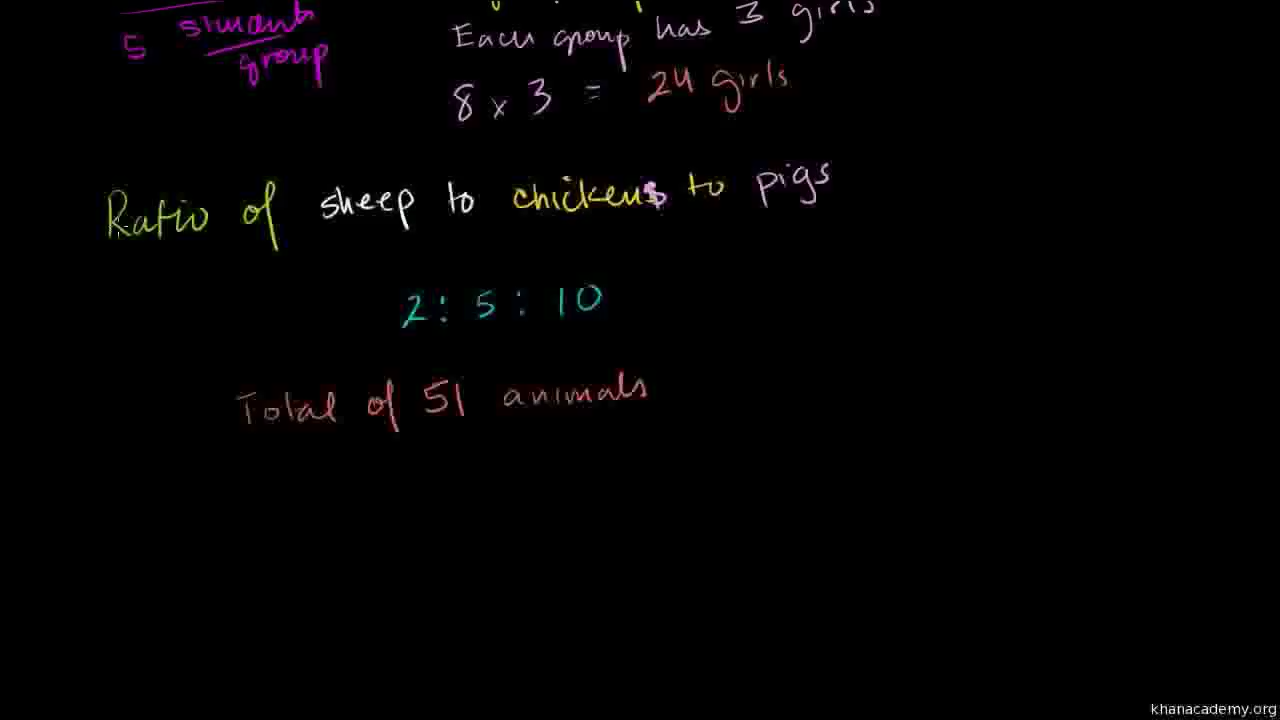 5 students
group
Each group has 3 girls
8 x 3 = 24 girls
Ratio of sheep to chickens to pigs
2 : 5 : 10
Total of 51 animals
khanacademy.org